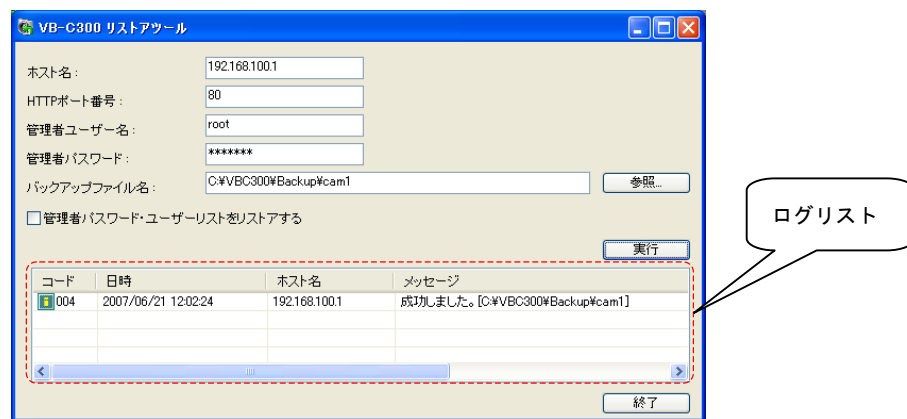 VB-C300 リストアツール
ホスト名：
192.168.100.1
HTTPポート番号：
80
管理者ユーザー名：
root
管理者パスワード：
*******
バックアップファイル名：
C:¥VBC300¥Backup¥cam1
参照...
管理者パスワード・ユーザーリストをリストアする
実行
ログリスト
コード 日時 ホスト名 メッセージ
004 2007/06/21 12:02:24 192.168.100.1 成功しました。[C:¥VBC300¥Backup¥cam1]
終了